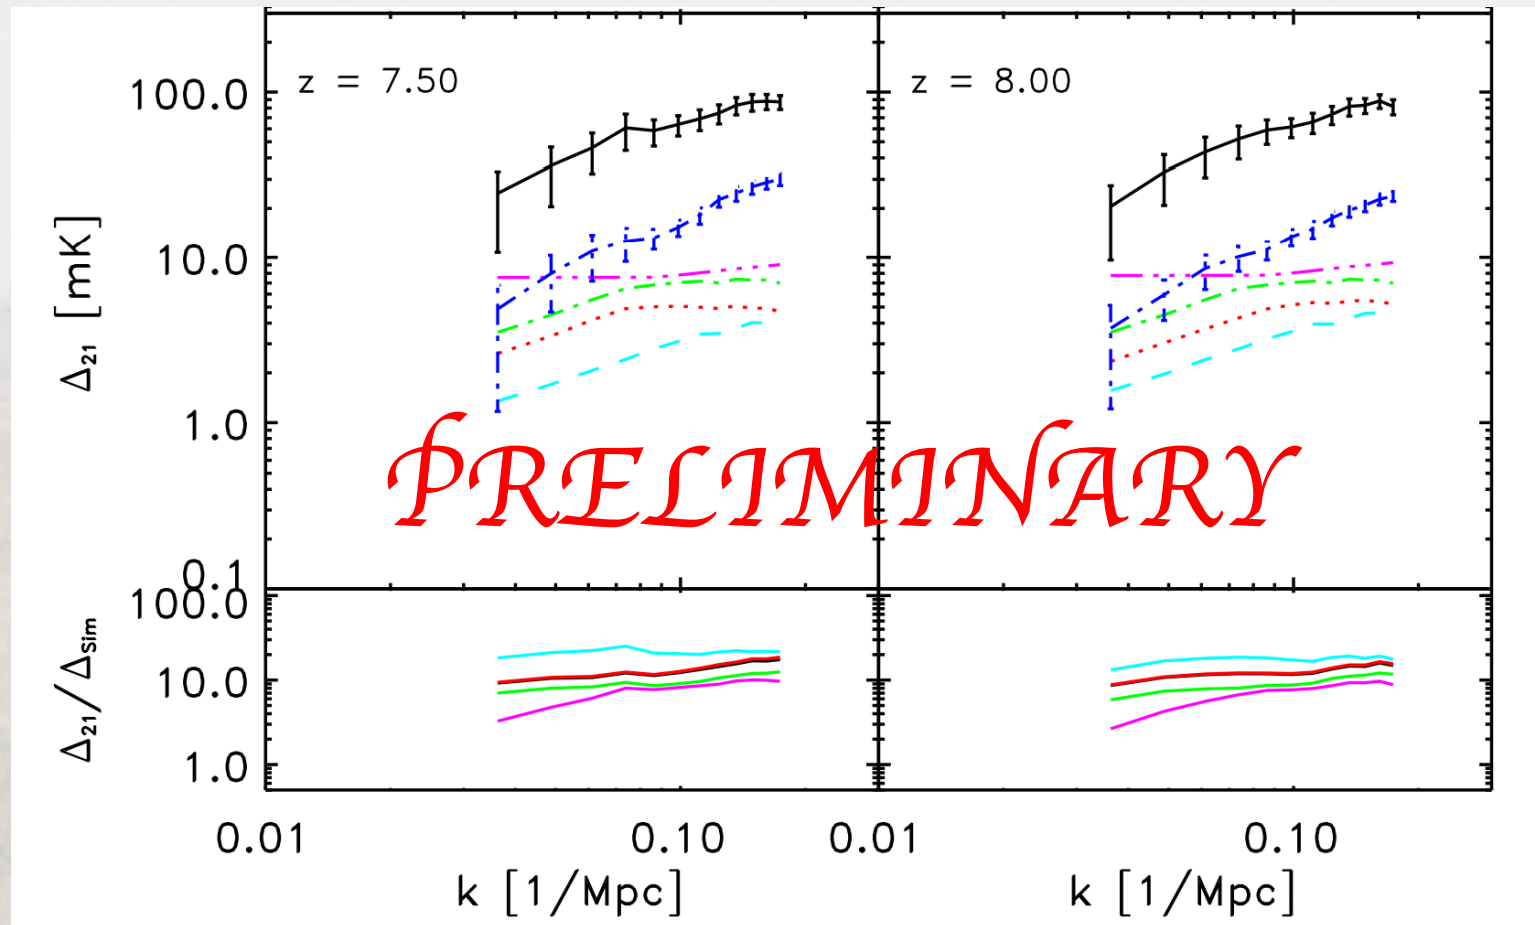 z = 7.50
z = 8.00
100.0
10.0
1.0
0.1
Δ21 [mK]
PRELIMINARY
100.0
10.0
1.0
Δ21/ΔSim
0.01
0.10
0.01
0.10
k [1/Mpc]
k [1/Mpc]